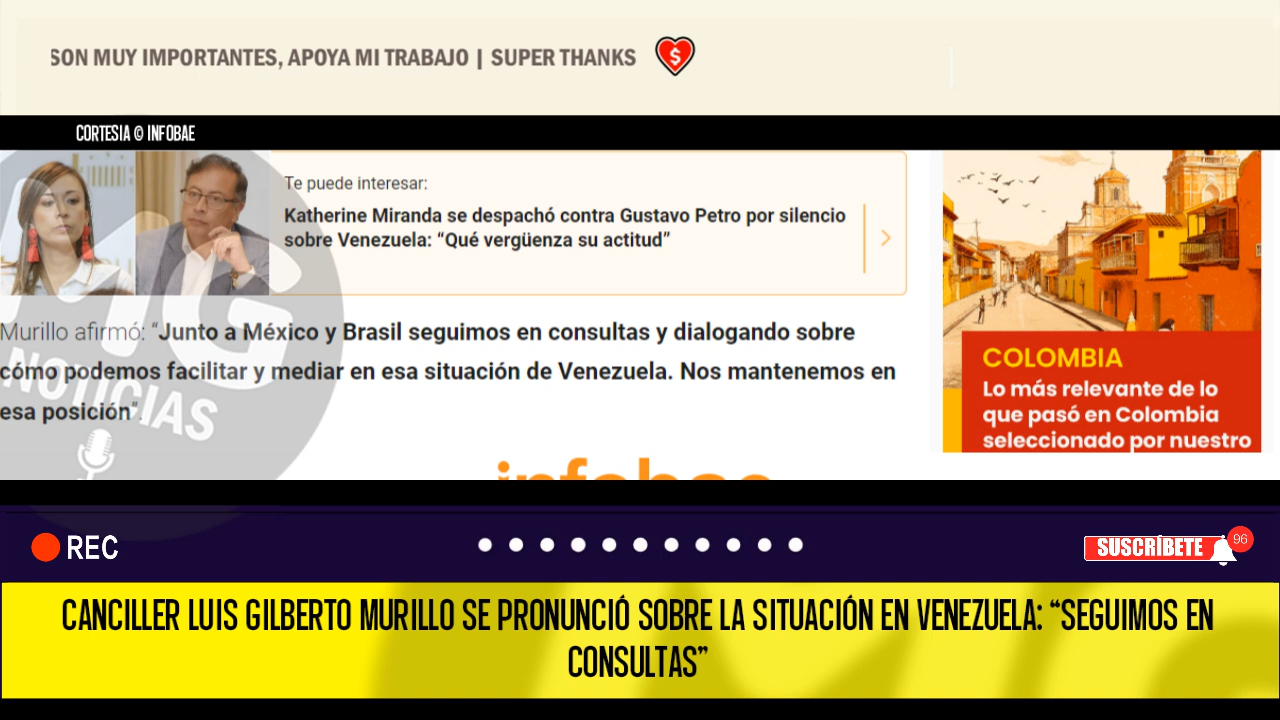 SON MUY IMPORTANTES, APOYA MI TRABAJO | SUPER THANKS
$
CORTESIA © INFOBAE
Te puede interesar:
Katherine Miranda se despachó contra Gustavo Petro por silencio
sobre Venezuela: “Qué vergüenza su actitud”
Murillo afirmó: “Junto a México y Brasil seguimos en consultas y dialogando sobre
cómo podemos facilitar y mediar en esa situación de Venezuela. Nos mantenemos en
esa posición”.
MG
NOTICIAS
COLOMBIA
Lo más relevante de lo
que pasó en Colombia
seleccionado por nuestro
infobae
REC
SUSCRÍBETE
96
CANCILLER LUIS GILBERTO MURILLO SE PRONUNCIÓ SOBRE LA SITUACIÓN EN VENEZUELA: “SEGUIMOS EN
CONSULTAS”